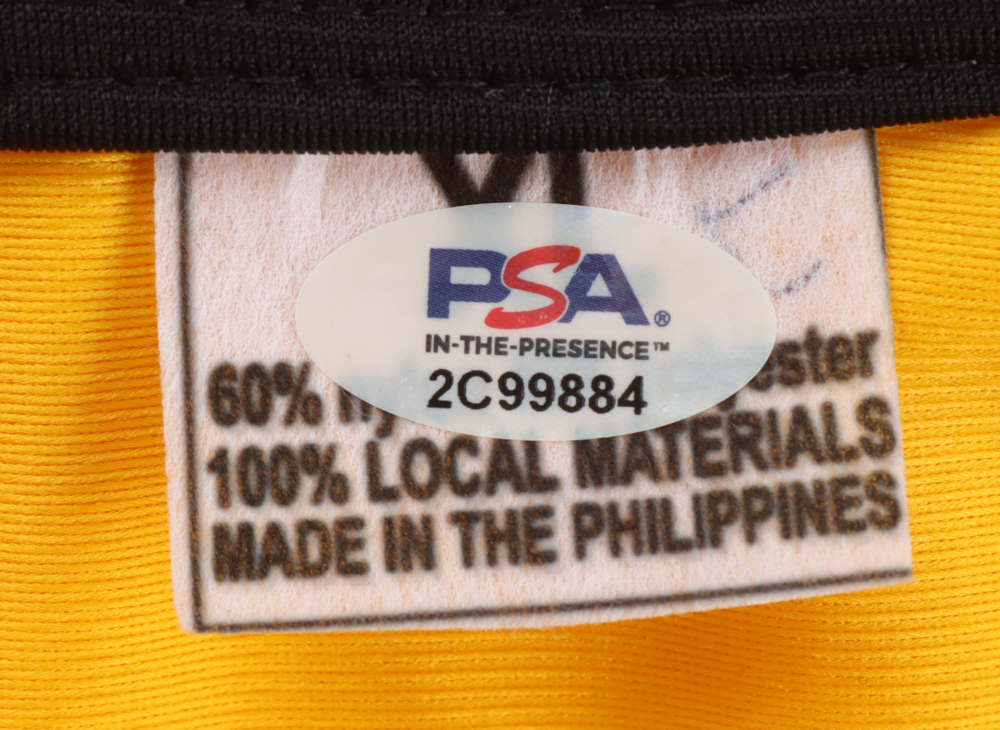 PSA®
IN-THE-PRESENCE™
2C99884
60%
100% LOCAL MATERIALS
MADE IN THE PHILIPPINES